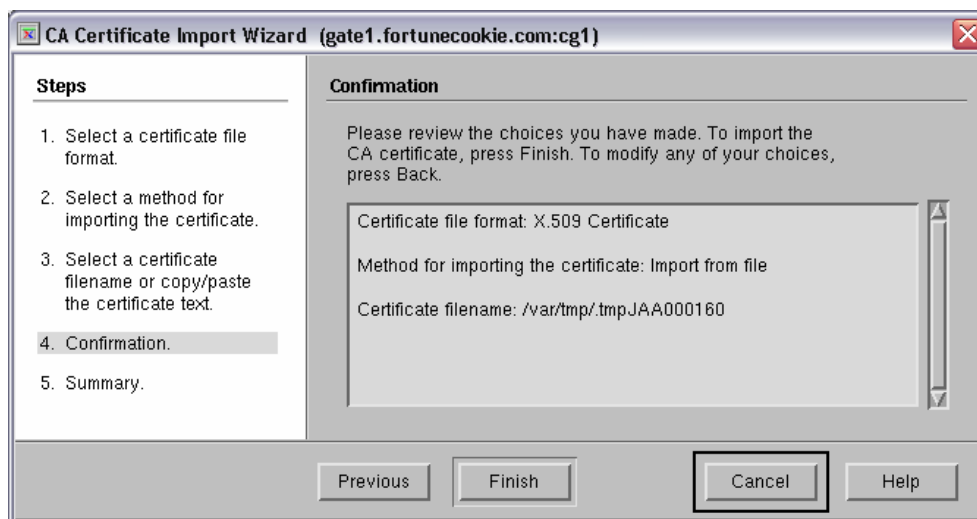 CA Certificate Import Wizard (gate1.fortunecookie.com:cg1)
Steps
1. Select a certificate file
format.
2. Select a method for
importing the certificate.
3. Select a certificate
filename or copy/paste
the certificate text.
4. Confirmation.
5. Summary.
Confirmation
Please review the choices you have made. To import the
CA certificate, press Finish. To modify any of your choices,
press Back.
Certificate file format: X.509 Certificate
Method for importing the certificate: Import from file
Certificate filename: /var/tmp/.tmpJAA000160
Previous
Finish
Cancel
Help